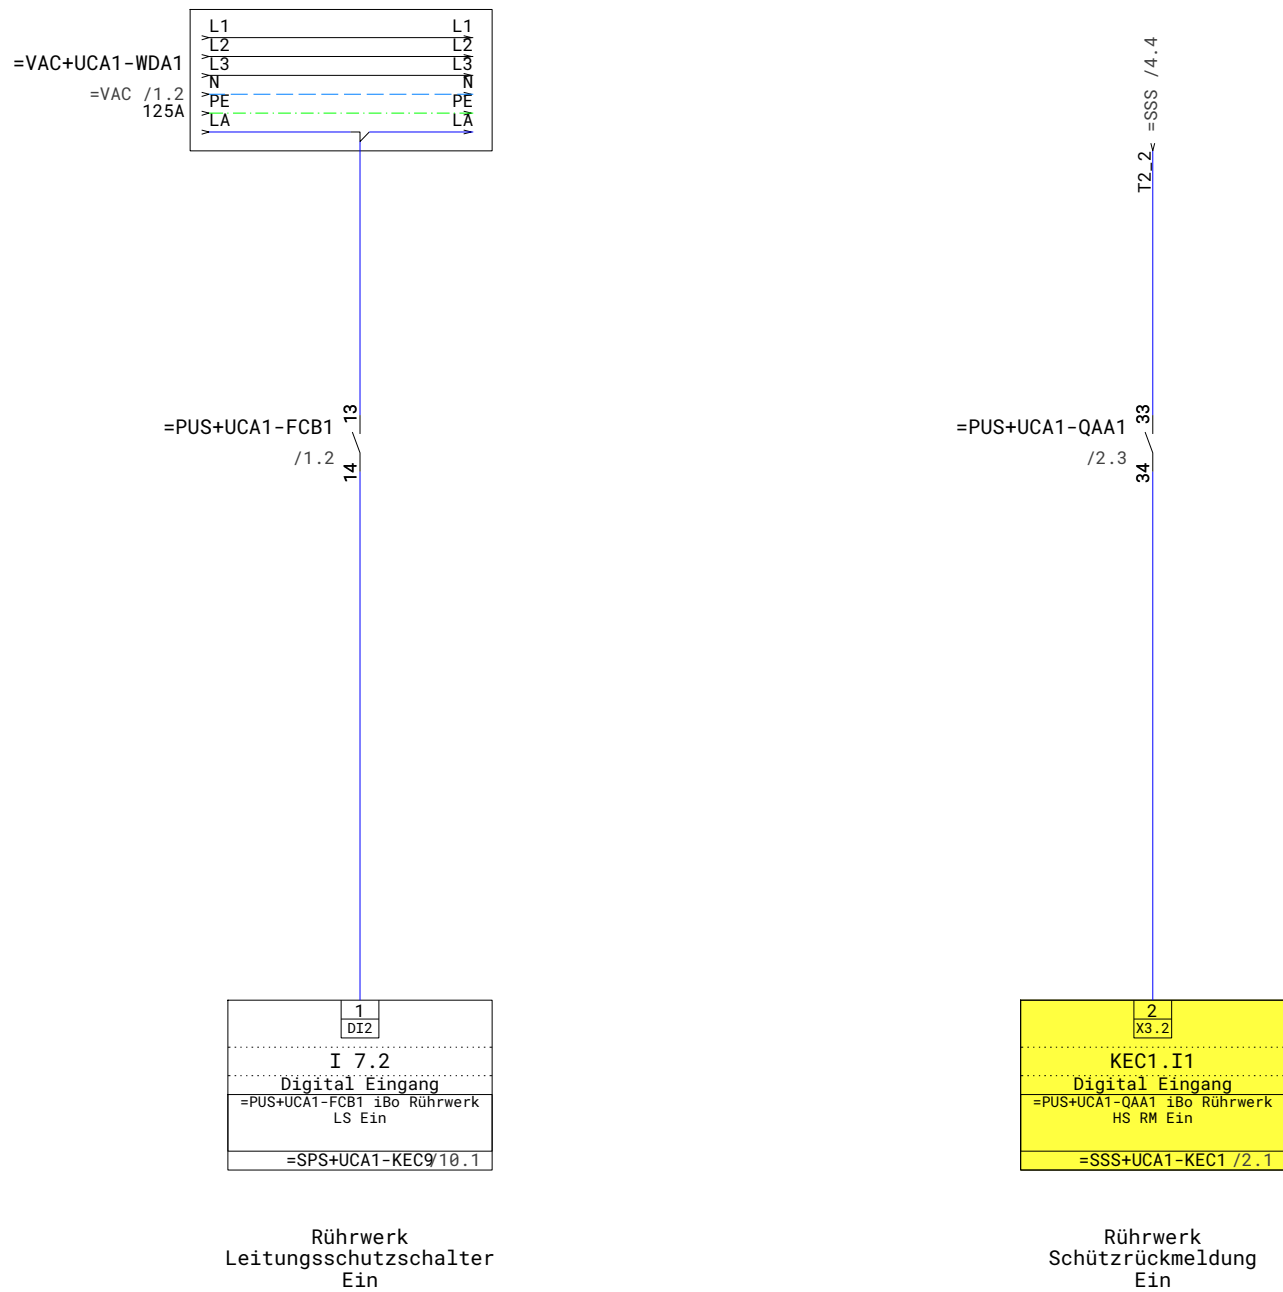 L1 L1
L2 L2
=VAC+UCA1-WDA1 L3 L3
N N
=VAC /1.2
PE PE
125A
LA LA
=SSS /4.4
T2_2
13
=PUS+UCA1-FCB1
/1.2
14
33
=PUS+UCA1-QAA1
/2.3
34
1
DI2
I 7.2
Digital Eingang
=PUS+UCA1-FCB1 iBo Rührwerk
LS Ein
=SPS+UCA1-KEC9/10.1
2
X3.2
KEC1.I1
Digital Eingang
=PUS+UCA1-QAA1 iBo Rührwerk
HS RM Ein
=SSS+UCA1-KEC1 /2.1
Rührwerk
Leitungsschutzschalter
Ein
Rührwerk
Schützrückmeldung
Ein